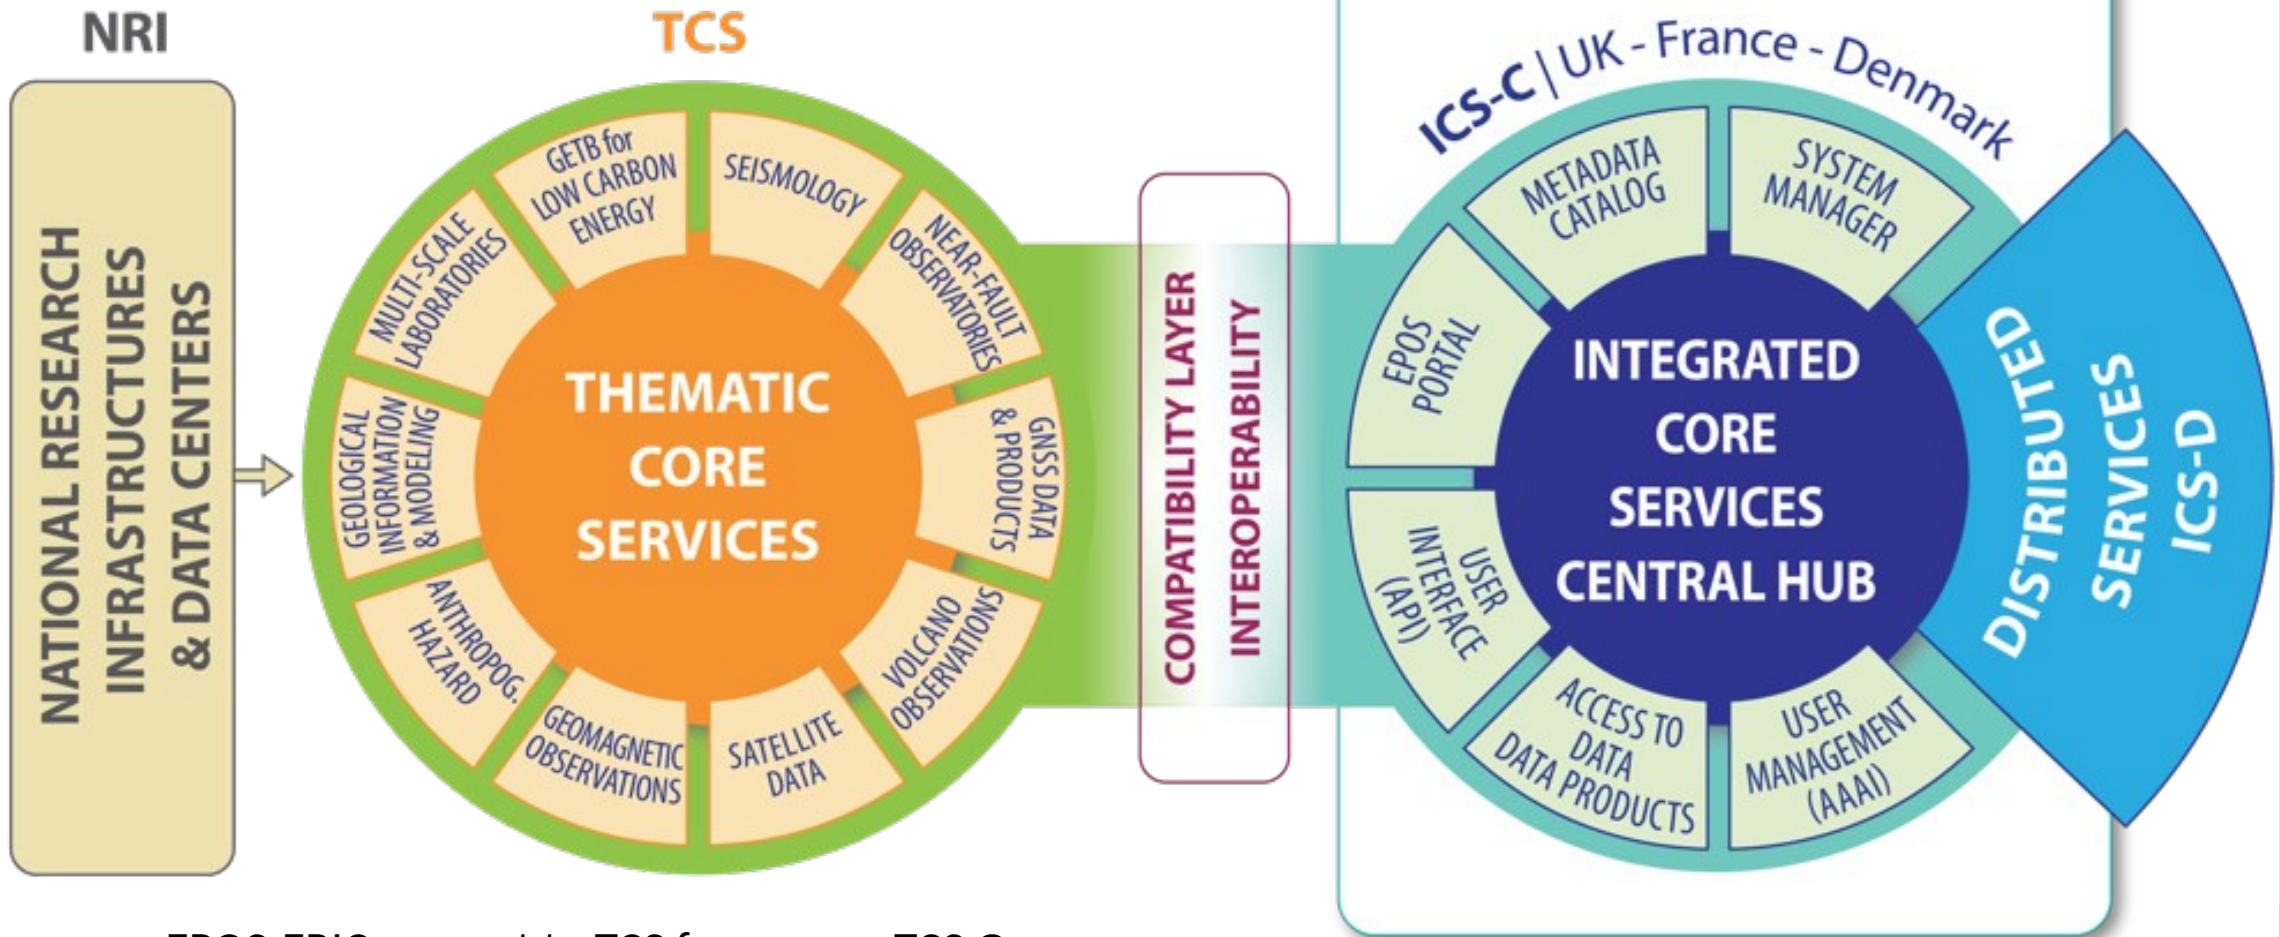 NRI
NATIONAL RESEARCH
INFRASTRUCTURES
& DATA CENTERS
TCS
GETB for
LOW CARBON
ENERGY
SEISMOLOGY
NEAR-FAULT
OBSERVATORIES
GNSS DATA
& PRODUCTS
VOLCANO
OBSERVATIONS
SATELLITE
DATA
GEOMAGNETIC
OBSERVATIONS
ANTHROPOG.
HAZARD
GEOLOGICAL
INFORMATION
& MODELING
MULTI-SCALE
LABORATORIES
THEMATIC
CORE
SERVICES
COMPATIBILITY LAYER
INTEROPERABILITY
ICS-C | UK - France - Denmark
METADATA
CATALOG
SYSTEM
MANAGER
EPOS
PORTAL
USER
INTERFACE
(API)
ACCESS TO
DATA
DATA PRODUCTS
USER
MANAGEMENT
(AAAI)
INTEGRATED
CORE
SERVICES
CENTRAL HUB
DISTRIBUTED
SERVICES
ICS-D